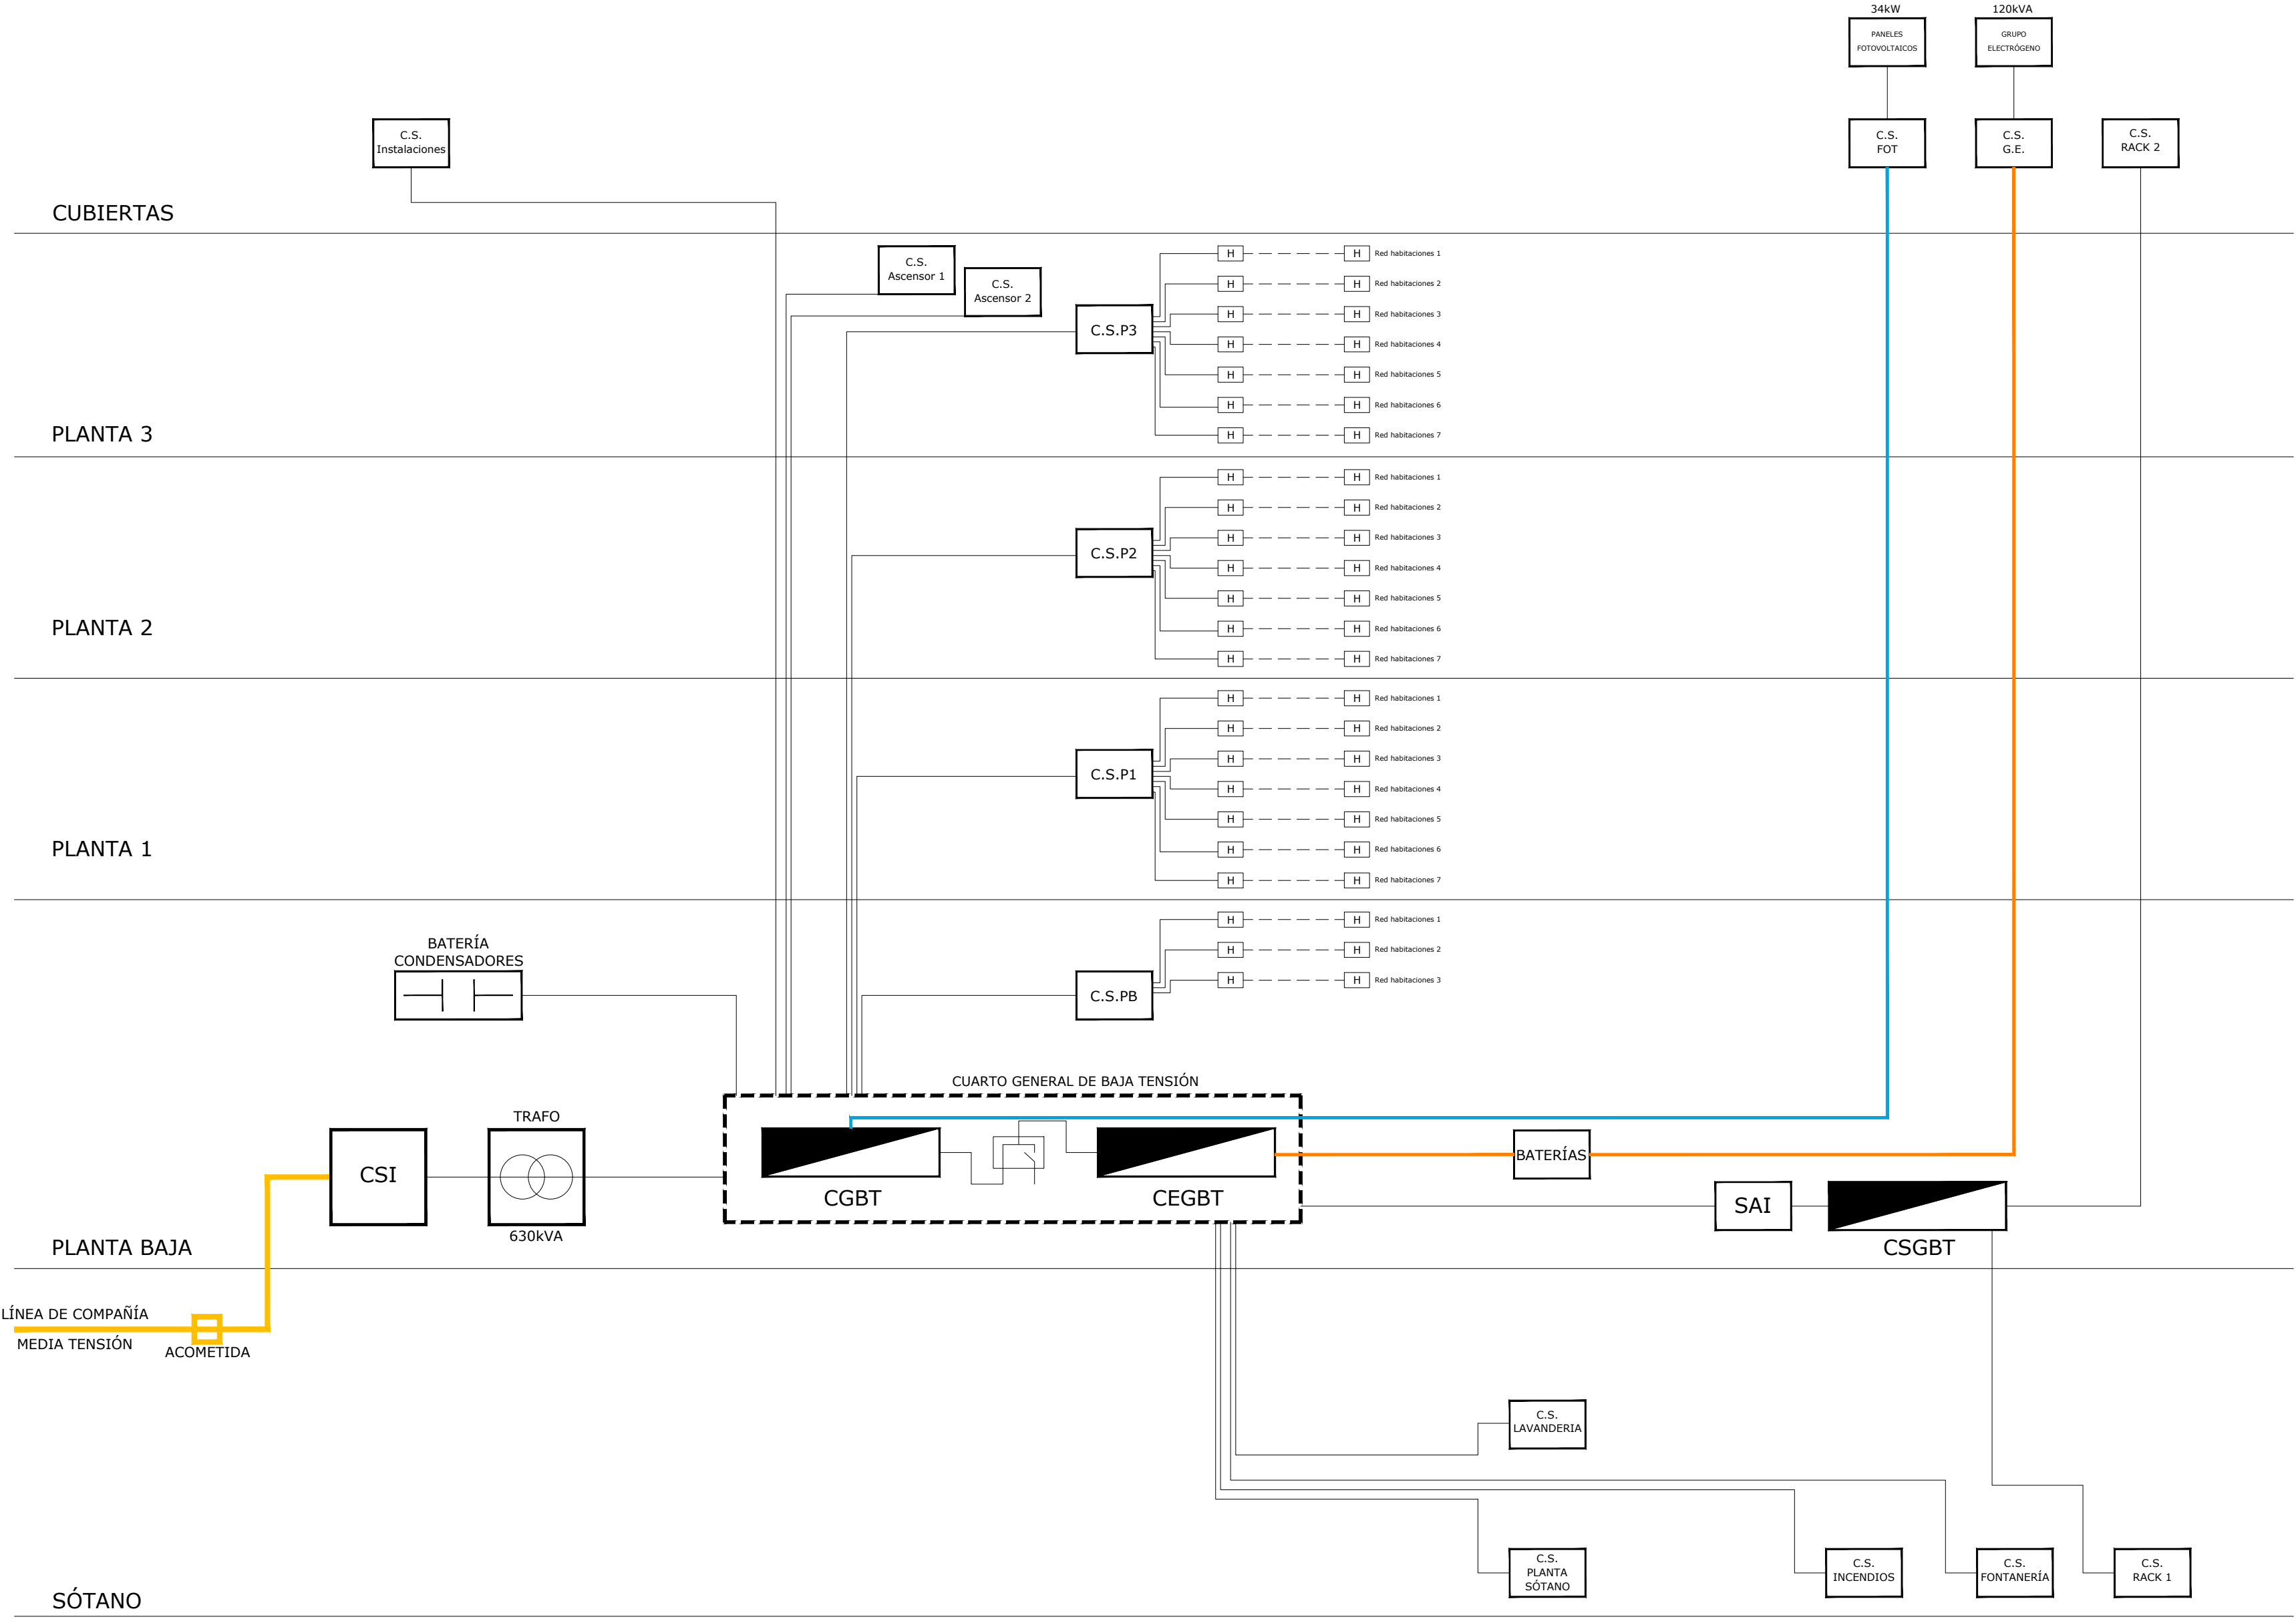 34kW
120kVA
PANELES
FOTOVOLTAICOS
GRUPO
ELECTRÓGENO
C.S.
Instalaciones
C.S.
FOT
C.S.
G.E.
C.S.
RACK 2
CUBIERTAS
C.S.
Ascensor 1
C.S.
Ascensor 2
C.S.P3
H H Red habitaciones 1
H H Red habitaciones 2
H H Red habitaciones 3
H H Red habitaciones 4
H H Red habitaciones 5
H H Red habitaciones 6
H H Red habitaciones 7
PLANTA 3
C.S.P2
H H Red habitaciones 1
H H Red habitaciones 2
H H Red habitaciones 3
H H Red habitaciones 4
H H Red habitaciones 5
H H Red habitaciones 6
H H Red habitaciones 7
PLANTA 2
C.S.P1
H H Red habitaciones 1
H H Red habitaciones 2
H H Red habitaciones 3
H H Red habitaciones 4
H H Red habitaciones 5
H H Red habitaciones 6
H H Red habitaciones 7
PLANTA 1
C.S.PB
H H Red habitaciones 1
H H Red habitaciones 2
H H Red habitaciones 3
BATERÍA
CONDENSADORES
CUARTO GENERAL DE BAJA TENSIÓN
TRAFO
CSI
630kVA
CGBT
CEGBT
BATERÍAS
SAI
CSGBT
PLANTA BAJA
LÍNEA DE COMPAÑÍA
MEDIA TENSIÓN
ACOMETIDA
C.S.
LAVANDERIA
C.S.
PLANTA
SÓTANO
C.S.
INCENDIOS
C.S.
FONTANERÍA
C.S.
RACK 1
SÓTANO